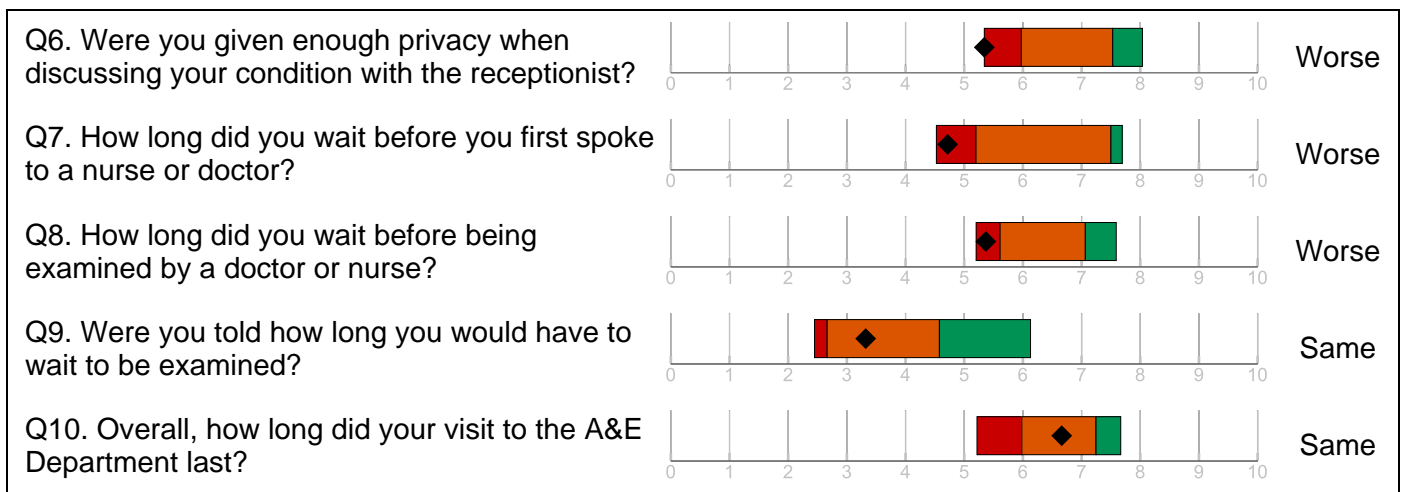 Q6. Were you given enough privacy when
discussing your condition with the receptionist?
0 1 2 3 4 5 6 7 8 9 10
Worse
Q7. How long did you wait before you first spoke
to a nurse or doctor?
0 1 2 3 4 5 6 7 8 9 10
Worse
Q8. How long did you wait before being
examined by a doctor or nurse?
0 1 2 3 4 5 6 7 8 9 10
Worse
Q9. Were you told how long you would have to
wait to be examined?
0 1 2 3 4 5 6 7 8 9 10
Same
Q10. Overall, how long did your visit to the A&E
Department last?
0 1 2 3 4 5 6 7 8 9 10
Same